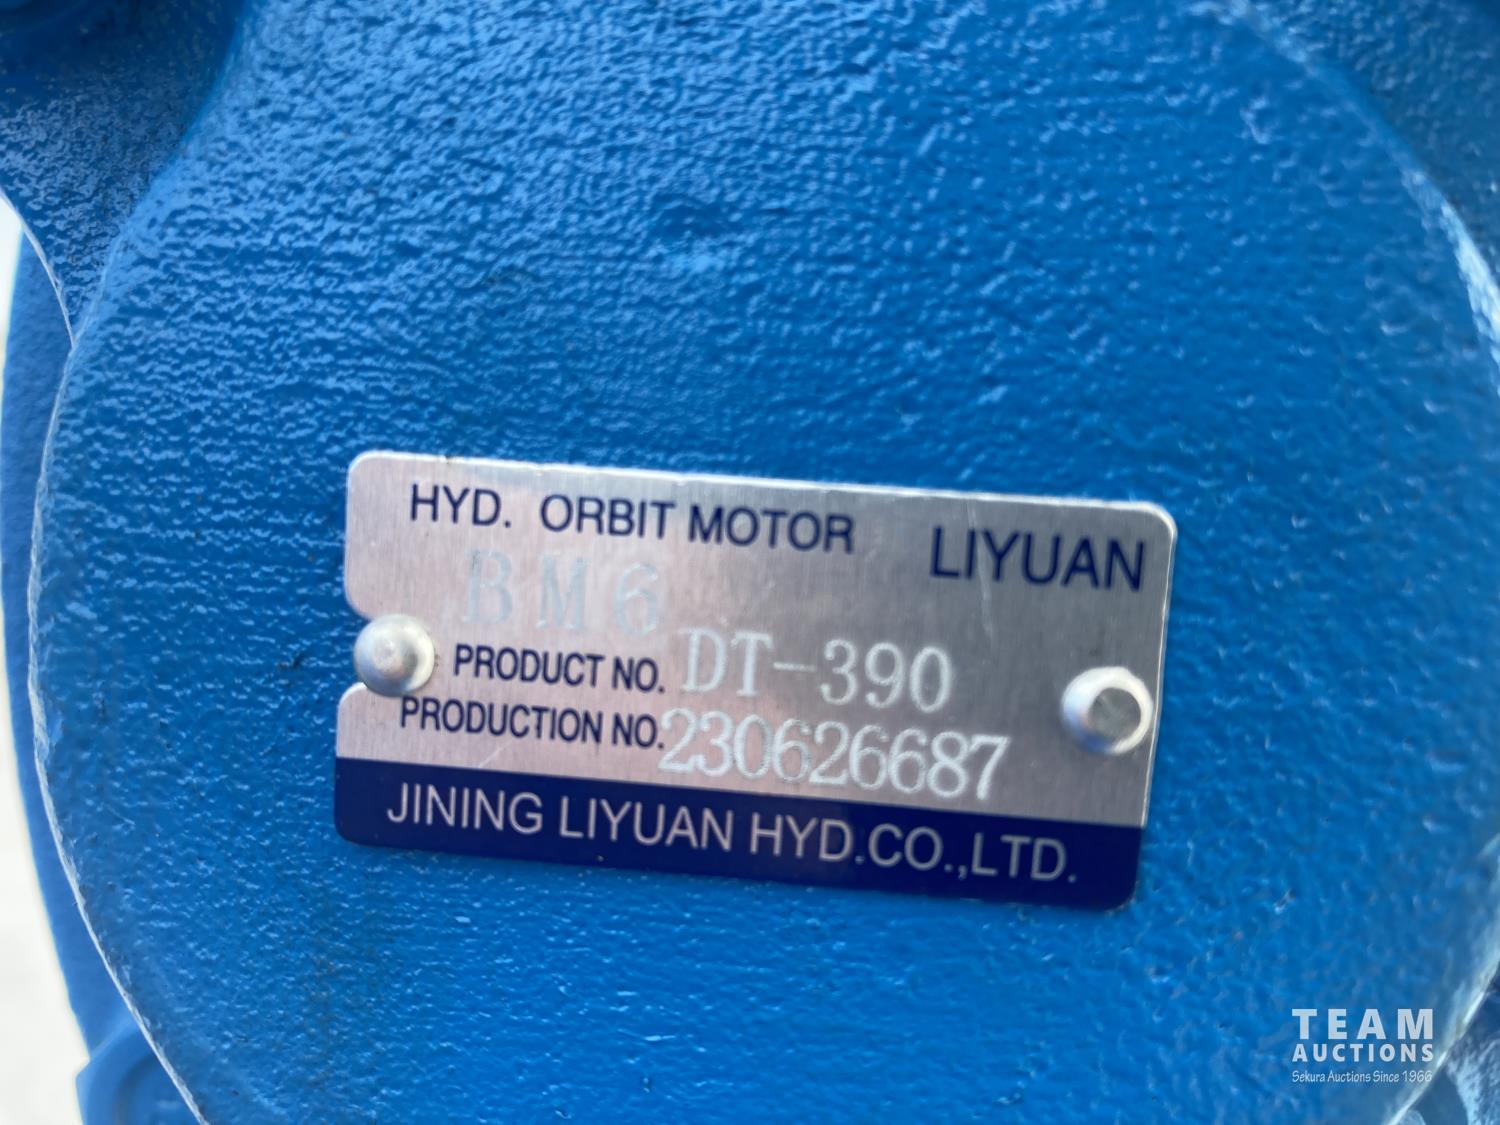 HYD. ORBIT MOTOR LIYUAN
BM6
PRODUCT NO. DT-390
PRODUCTION NO. 230626687
JINING LIYUAN HYD.CO.,LTD.
TEAM
AUCTIONS
Sekura Auctions Since 1966